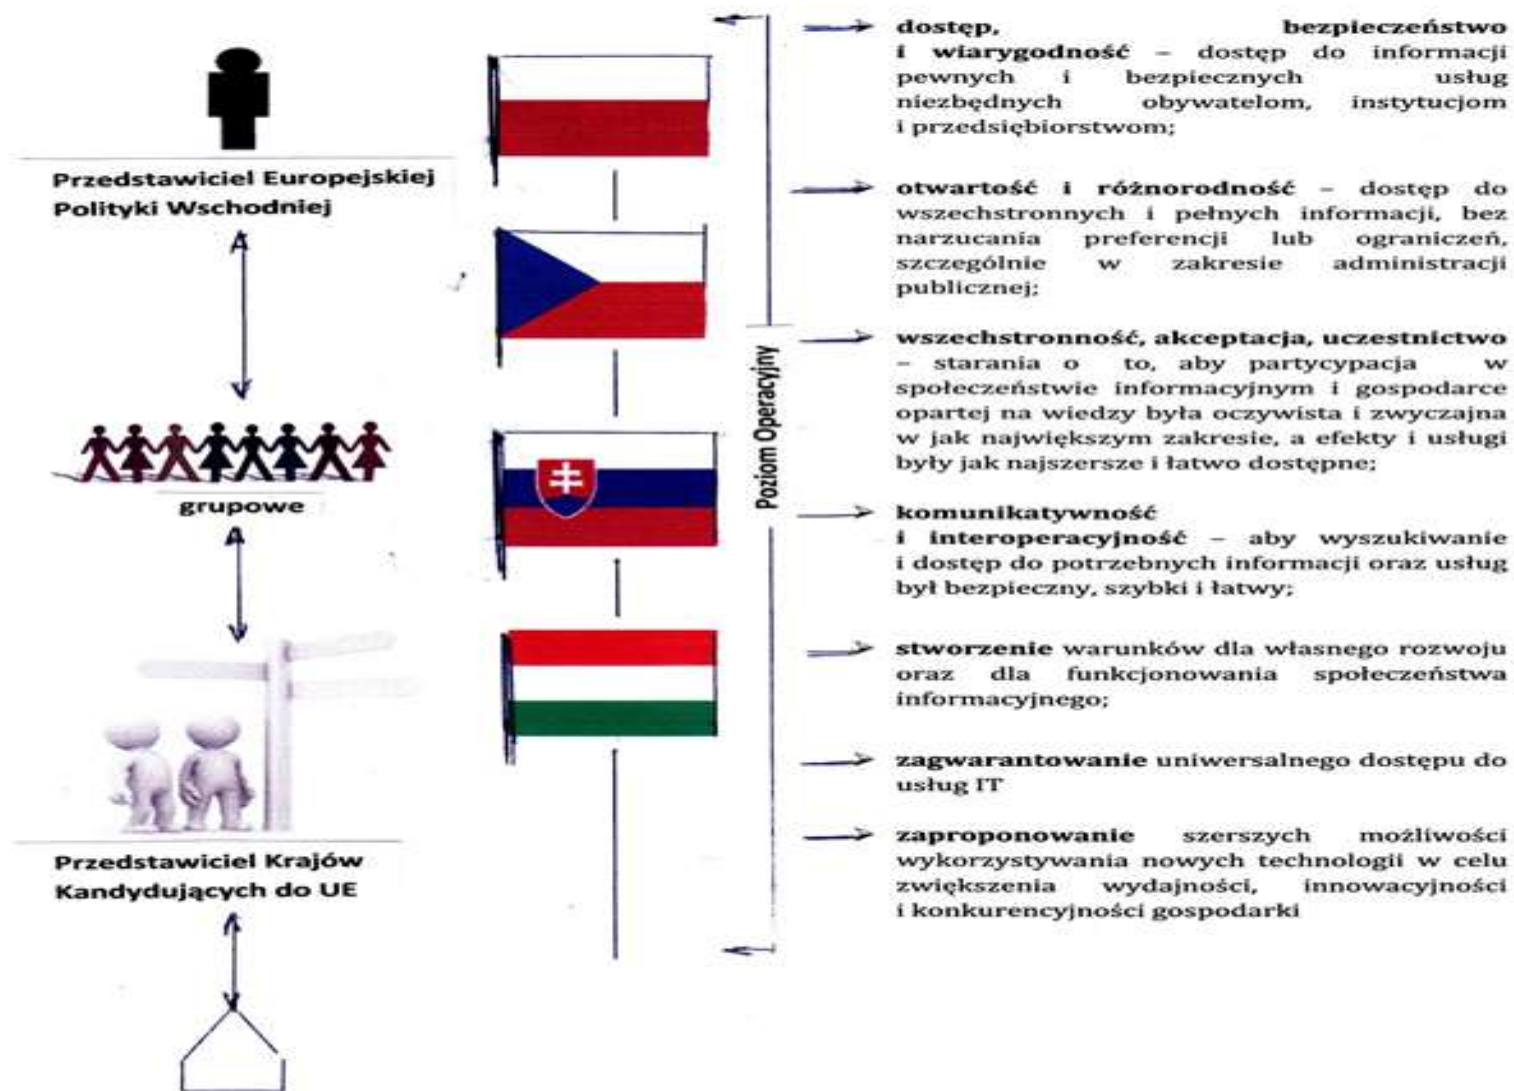 Przedstawiciel Europejskiej
Polityki Wschodniej
grupowe
Przedstawiciel Krajów
Kandydujących do UE
Poziom Operacyjny
dostęp, bezpieczeństwo
i wiarygodność – dostęp do informacji
pewnych i bezpiecznych usług
niezbędnych obywatelom, instytucjom
i przedsiębiorstwom;
otwartość i różnorodność – dostęp do
wszechstronnych i pełnych informacji, bez
narzucania preferencji lub ograniczeń,
szczególnie w zakresie administracji
publicznej;
wszechstronność, akceptacja, uczestnictwo
– starania o to, aby partycypacja w
społeczeństwie informacyjnym i gospodarce
opartej na wiedzy była oczywista i zwyczajna
w jak największym zakresie, a efekty i usługi
były jak najszersze i łatwo dostępne;
komunikatywność
i interoperacyjność – aby wyszukiwanie
i dostęp do potrzebnych informacji oraz usług
był bezpieczny, szybki i łatwy;
stworzenie warunków dla własnego rozwoju
oraz dla funkcjonowania społeczeństwa
informacyjnego;
zagwarantowanie uniwersalnego dostępu do
usług IT
zaproponowanie szerszych możliwości
wykorzystywania nowych technologii w celu
zwiększenia wydajności, innowacyjności
i konkurencyjności gospodarki